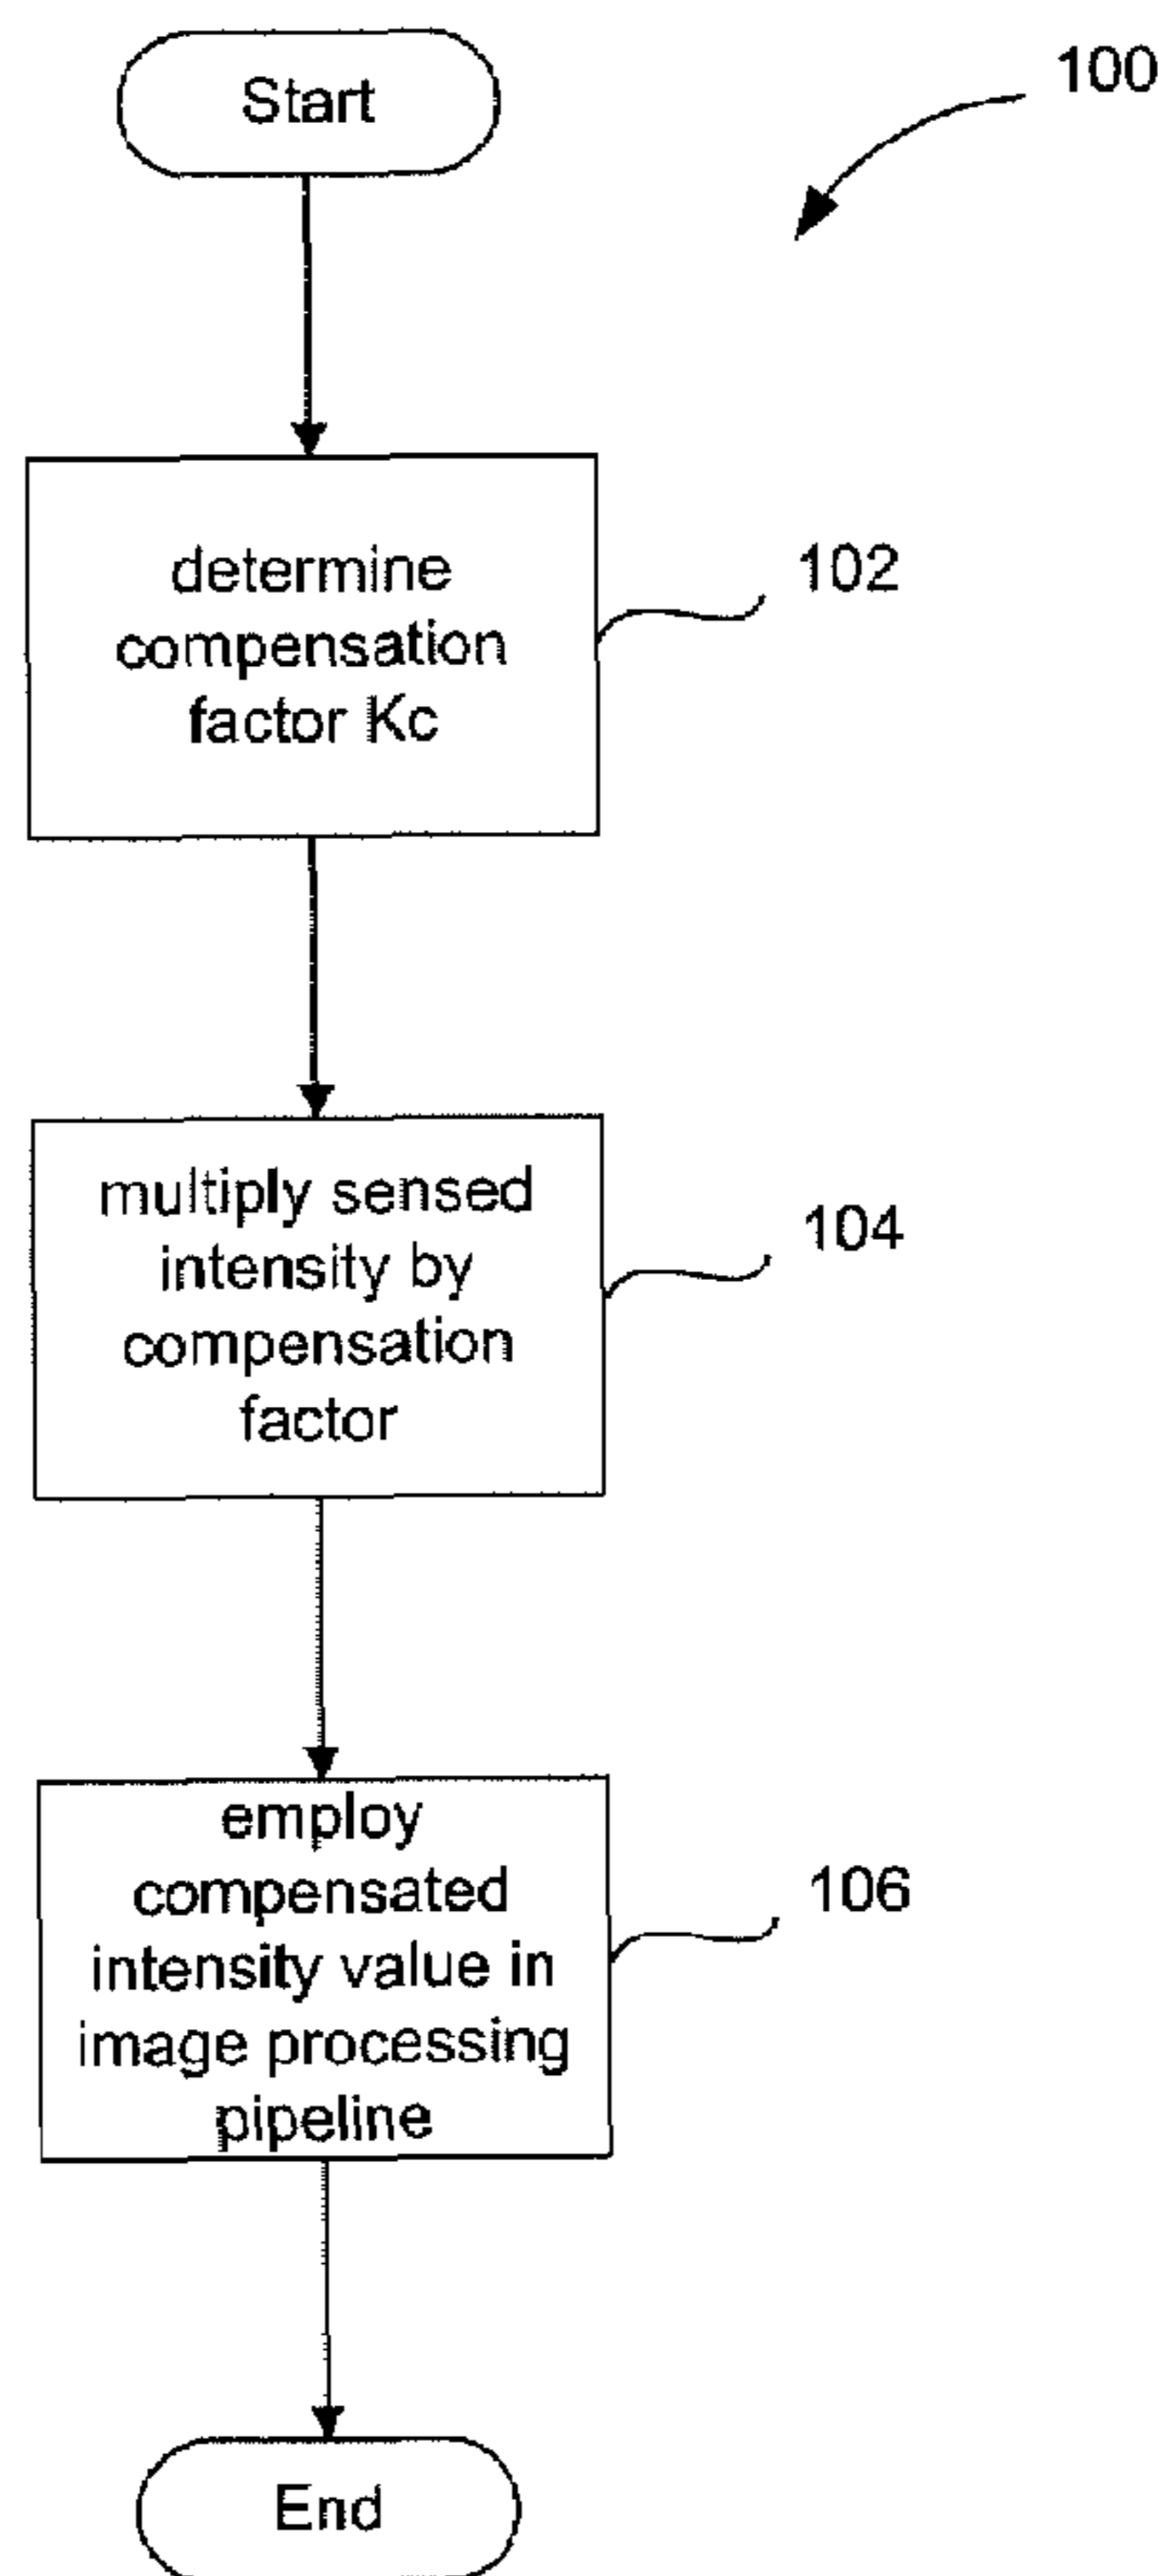 Start
100
determine
compensation
factor Kc
102
multiply sensed
intensity by
compensation
factor
104
employ
compensated
intensity value in
image processing
pipeline
106
End